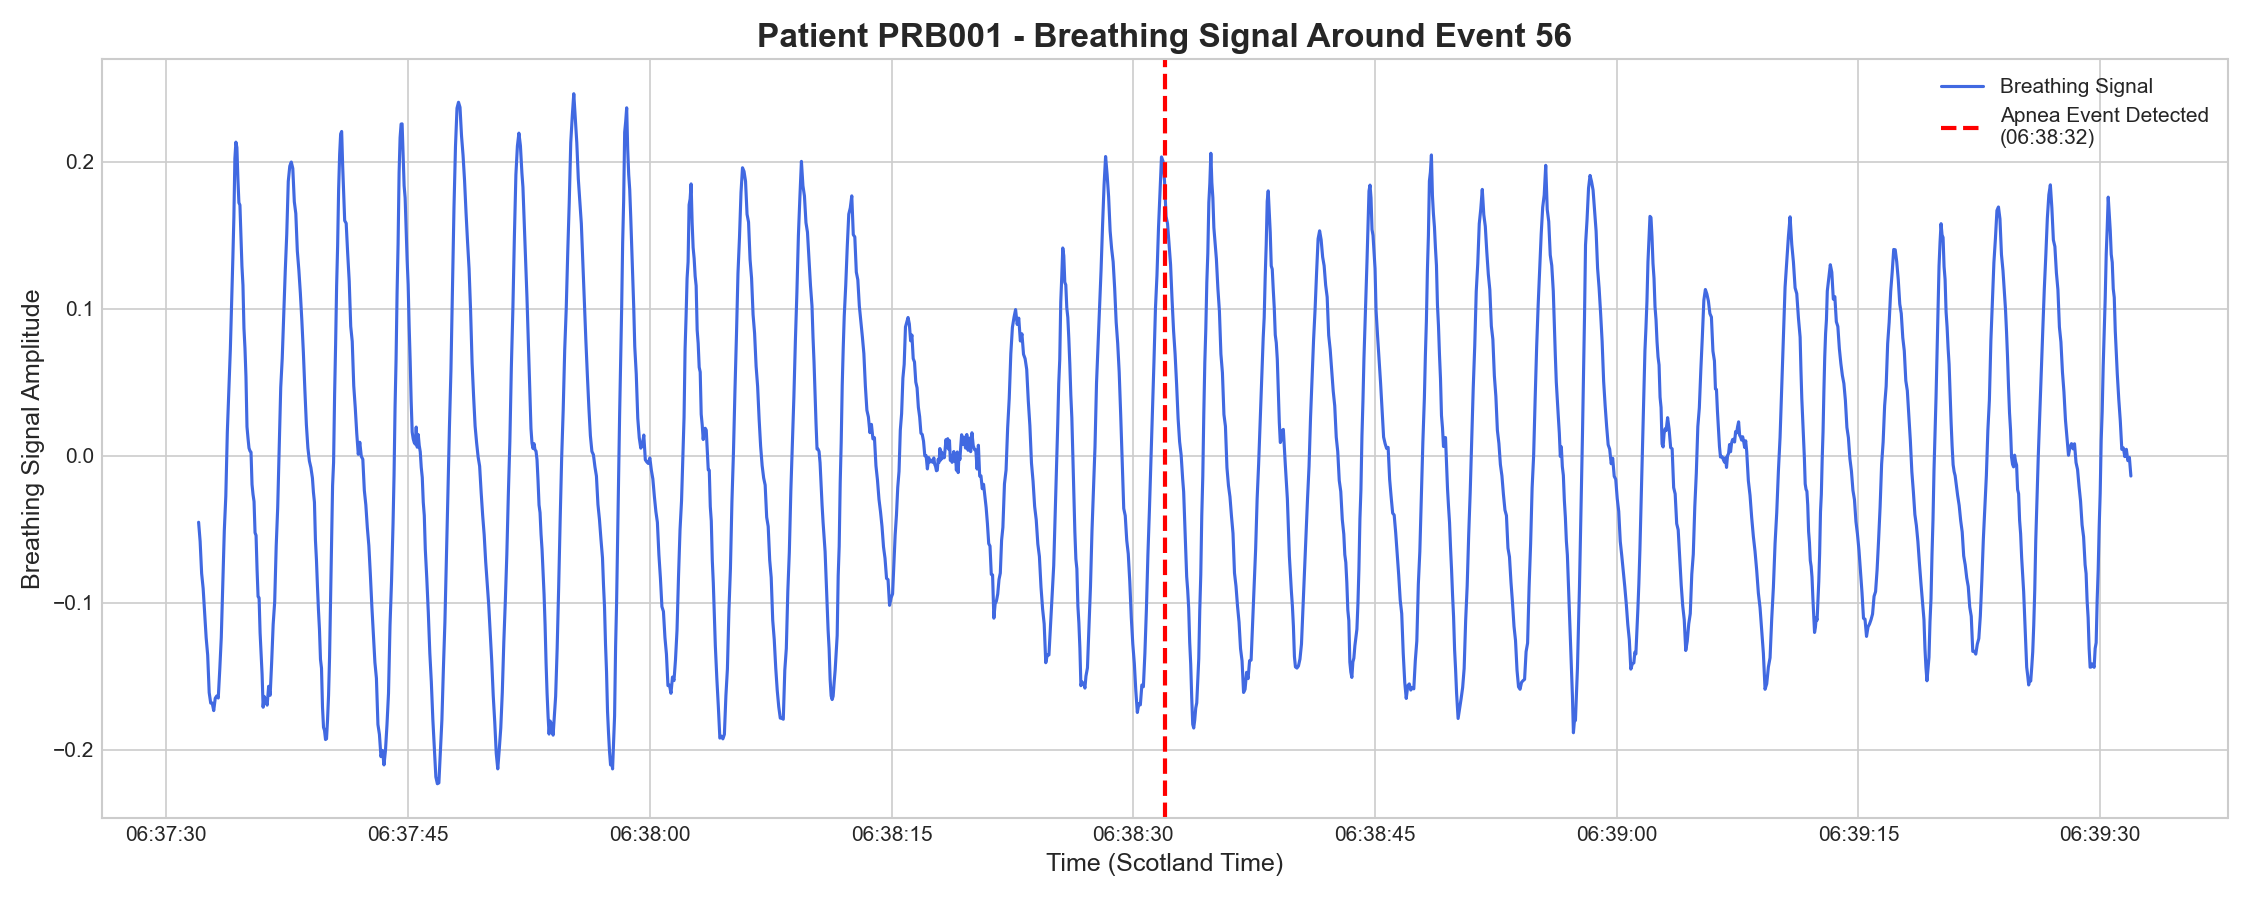 Patient PRB001 - Breathing Signal Around Event 56
Breathing Signal
Apnea Event Detected
(06:38:32)
Breathing Signal Amplitude
0.2
0.1
0.0
−0.1
−0.2
06:37:30 06:37:45 06:38:00 06:38:15 06:38:30 06:38:45 06:39:00 06:39:15 06:39:30
Time (Scotland Time)